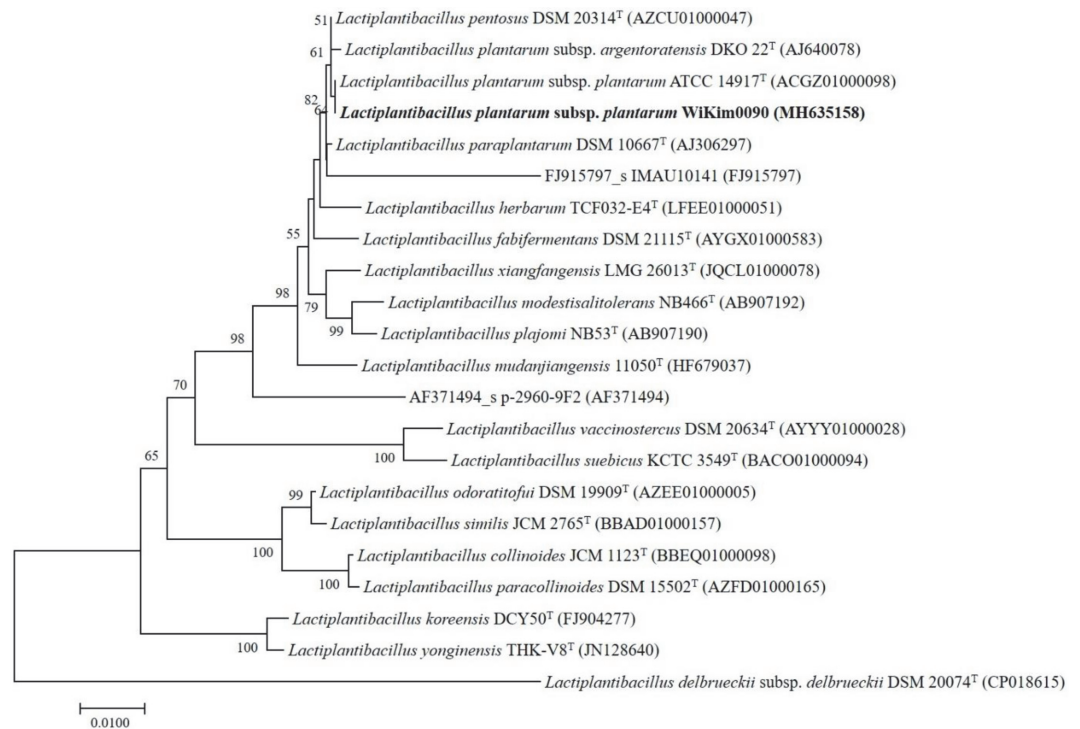 51 Lactiplantibacillus pentosus DSM 20314ᵀ (AZCU01000047)
61 Lactiplantibacillus plantarum subsp. argentoratensis DKO 22ᵀ (AJ640078)
Lactiplantibacillus plantarum subsp. plantarum ATCC 14917ᵀ (ACGZ01000098)
82
64 Lactiplantibacillus plantarum subsp. plantarum WiKim0090 (MH635158)
Lactiplantibacillus paraplantarum DSM 10667ᵀ (AJ306297)
FJ915797_s IMAU10141 (FJ915797)
Lactiplantibacillus herbarum TCF032-E4ᵀ (LFEE01000051)
55
Lactiplantibacillus fabifermentans DSM 21115ᵀ (AYGX01000583)
Lactiplantibacillus xiangfangensis LMG 26013ᵀ (JQCL01000078)
98
79
Lactiplantibacillus modestisalitolerans NB466ᵀ (AB907192)
99 Lactiplantibacillus plajomi NB53ᵀ (AB907190)
98
Lactiplantibacillus mudanjiangensis 11050ᵀ (HF679037)
70
AF371494_s p-2960-9F2 (AF371494)
Lactiplantibacillus vaccinostercus DSM 20634ᵀ (AYYY01000028)
65
100 Lactiplantibacillus suebicus KCTC 3549ᵀ (BACO01000094)
99 Lactiplantibacillus odoratitofui DSM 19909ᵀ (AZEE01000005)
Lactiplantibacillus similis JCM 2765ᵀ (BBAD01000157)
100
Lactiplantibacillus collinoides JCM 1123ᵀ (BBEQ01000098)
100 Lactiplantibacillus paracollinoides DSM 15502ᵀ (AZFD01000165)
Lactiplantibacillus koreensis DCY50ᵀ (FJ904277)
100 Lactiplantibacillus yonginensis THK-V8ᵀ (JN128640)
Lactiplantibacillus delbrueckii subsp. delbrueckii DSM 20074ᵀ (CP018615)
0.0100